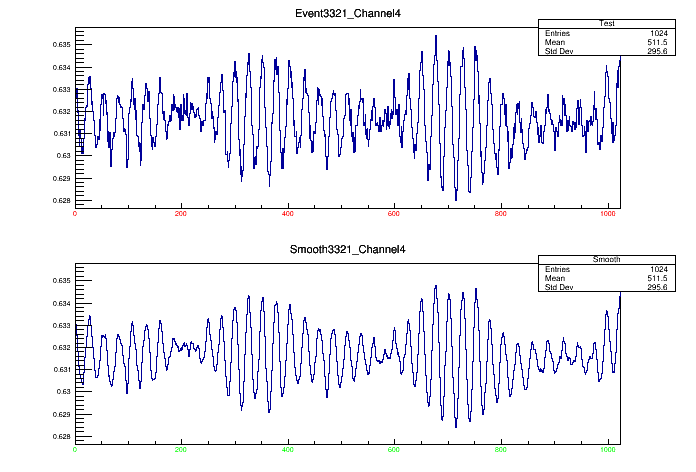 Event3321_Channel4
Test
Entries 1024
Mean 511.5
Std Dev 295.6
0.635
0.634
0.633
0.632
0.631
0.63
0.629
0.628
0 200 400 600 800 1000
Smooth3321_Channel4
Smooth
Entries 1024
Mean 511.5
Std Dev 295.6
0.635
0.634
0.633
0.632
0.631
0.63
0.629
0.628
0 200 400 600 800 1000